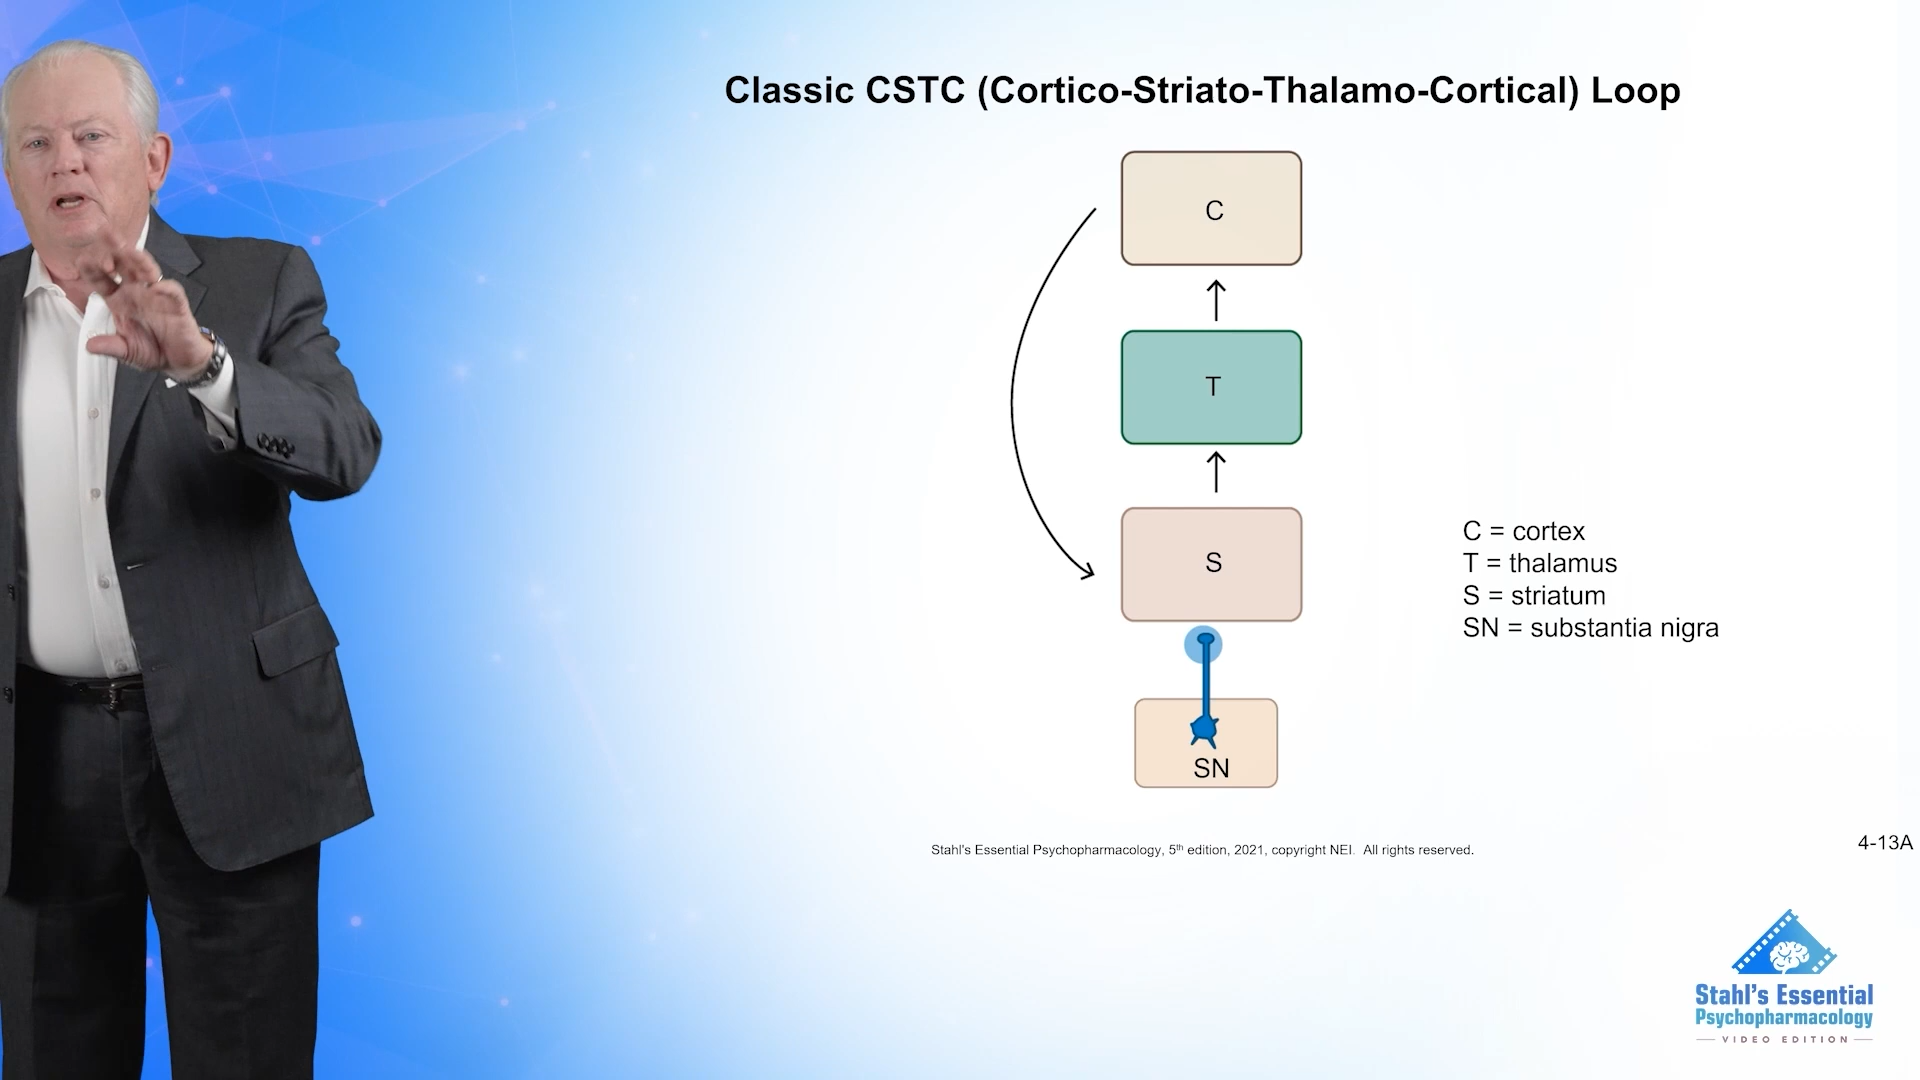 Classic CSTC (Cortico-Striato-Thalamo-Cortical) Loop
C
T
S
SN
C = cortex
T = thalamus
S = striatum
SN = substantia nigra
Stahl's Essential Psychopharmacology, 5th edition, 2021, copyright NEI. All rights reserved.
4-13A
Stahl's Essential
Psychopharmacology
VIDEO EDITION